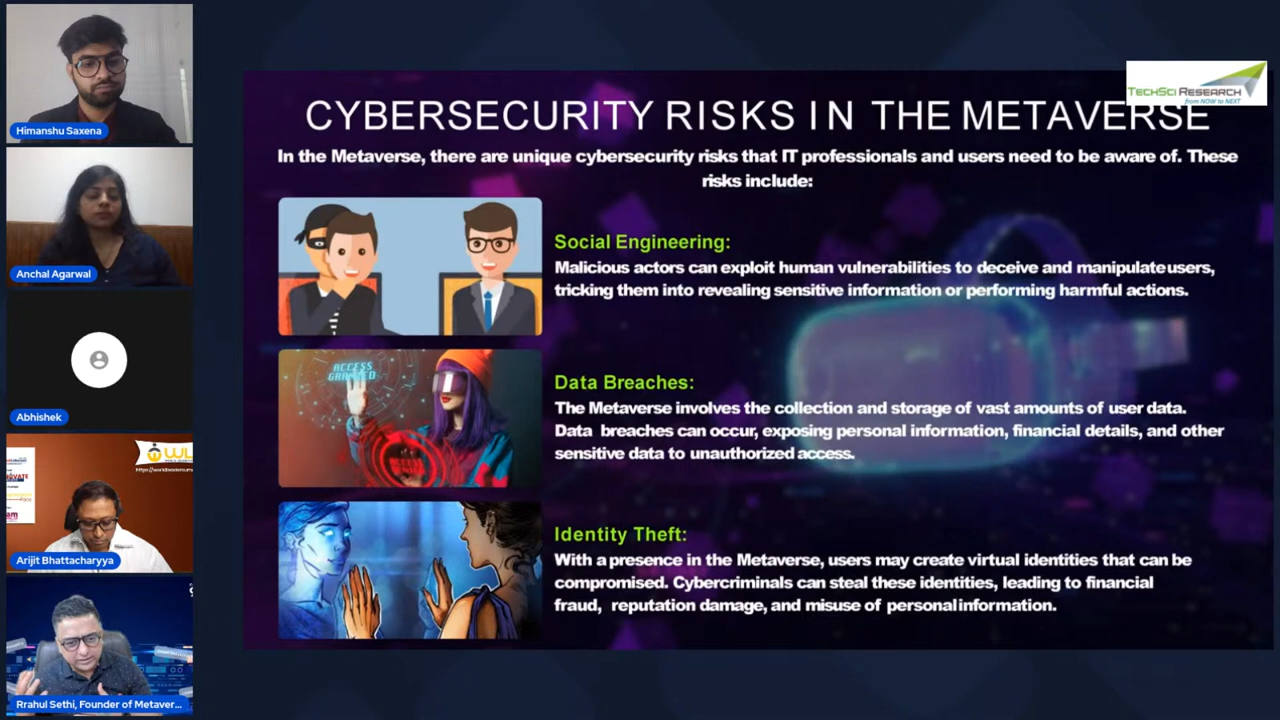 Himanshu Saxena
Anchal Agarwal
Abhishek
WL
https://worldleaders.ma
Arijit Bhattacharyya
Rrahul Sethi, Founder of Metaver...
TECHSCI RESEARCH
from NOW to NEXT
CYBERSECURITY RISKS IN THE METAVERSE
In the Metaverse, there are unique cybersecurity risks that IT professionals and users need to be aware of. These
risks include:
Social Engineering:
Malicious actors can exploit human vulnerabilities to deceive and manipulate users,
tricking them into revealing sensitive information or performing harmful actions.
ACCESS
GRANTED
Data Breaches:
The Metaverse involves the collection and storage of vast amounts of user data.
Data breaches can occur, exposing personal information, financial details, and other
sensitive data to unauthorized access.
Identity Theft:
With a presence in the Metaverse, users may create virtual identities that can be
compromised. Cybercriminals can steal these identities, leading to financial
fraud, reputation damage, and misuse of personal information.